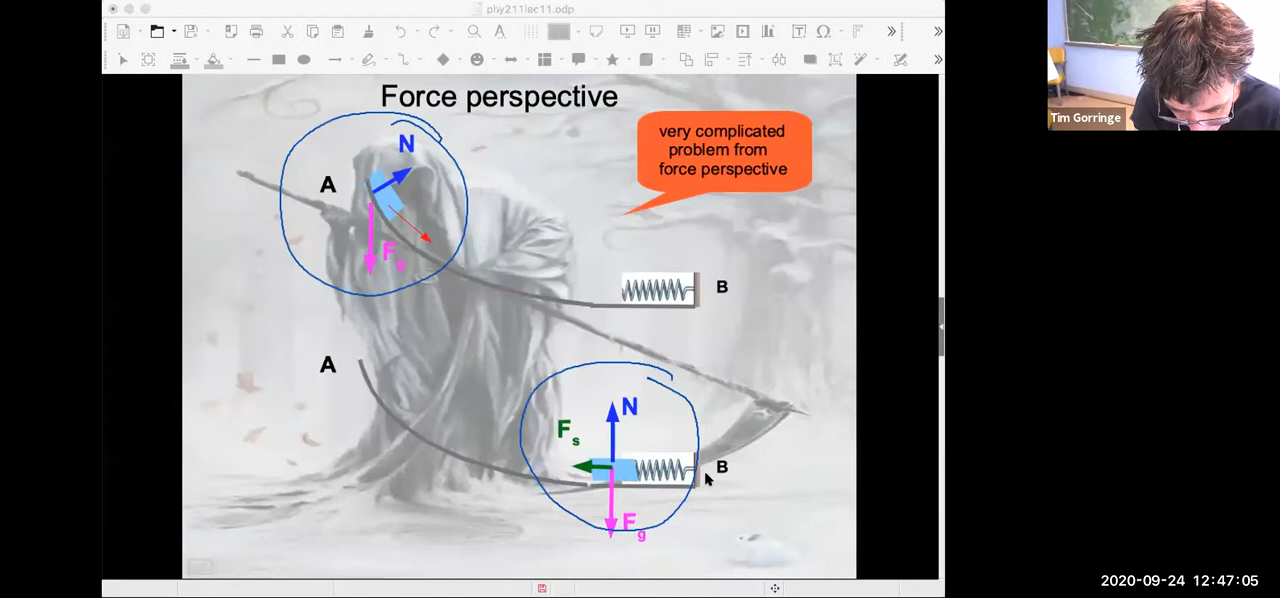 phy211lec11.odp
Force perspective
very complicated
problem from
force perspective
N
A
F
g
B
A
N
F
s
B
F
g
Tim Gorringe
2020-09-24 12:47:05